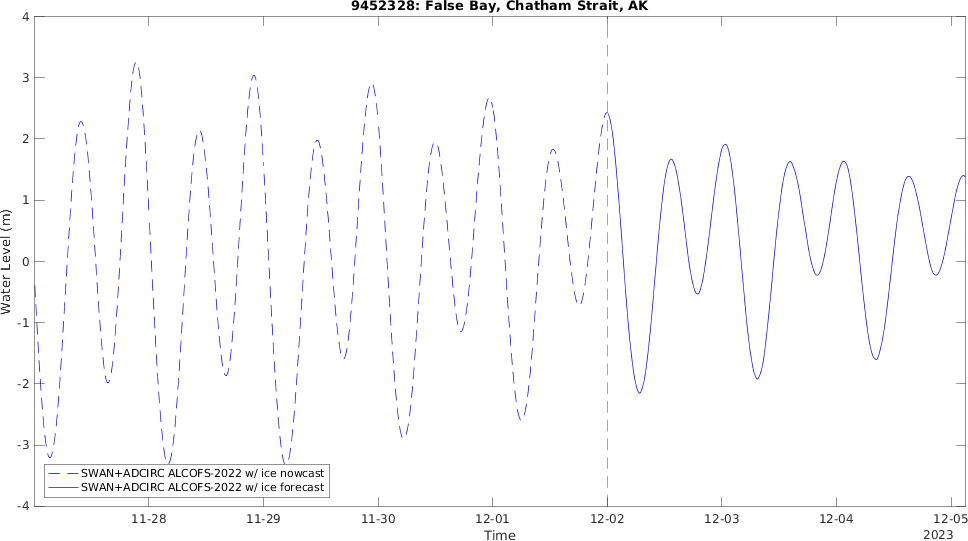 9452328: False Bay, Chatham Strait, AK
4
3
2
1
0
-1
-2
-3
-4
Water Level (m)
SWAN+ADCIRC ALCOFS-2022 w/ ice nowcast
SWAN+ADCIRC ALCOFS-2022 w/ ice forecast
11-28 11-29 11-30 12-01 12-02 12-03 12-04 12-05
Time
2023